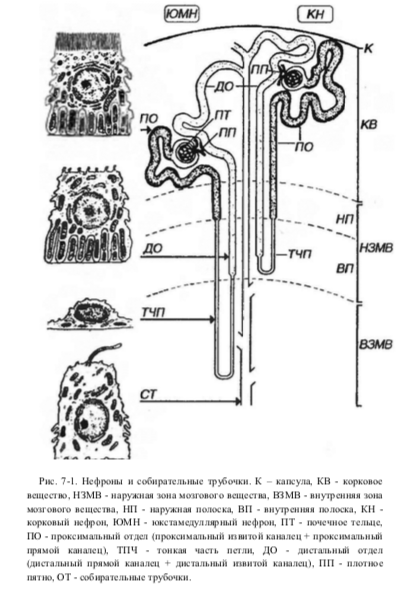 ЮМН
КН
К
ПП
ДО
ПО
ПТ
КВ
ПП
ПО
НП
НЗМВ
ДО
ТЧП
ВП
ТЧП
ВЗМВ
СТ
Рис. 7-1. Нефроны и собирательные трубочки. К – капсула, КВ - корковое
вещество, НЗМВ - наружная зона мозгового вещества, ВЗМВ - внутренняя зона
мозгового вещества, НП - наружная полоска, ВП - внутренняя полоска, КН -
корковый нефрон, ЮМН - юкстамедуллярный нефрон, ПТ - почечное тельце,
ПО - проксимальный отдел (проксимальный извитой каналец + проксимальный
прямой каналец), ТПЧ - тонкая часть петли, ДО - дистальный отдел
(дистальный прямой каналец + дистальный извитой каналец), ПП - плотное
пятно, ОТ - собирательные трубочки.